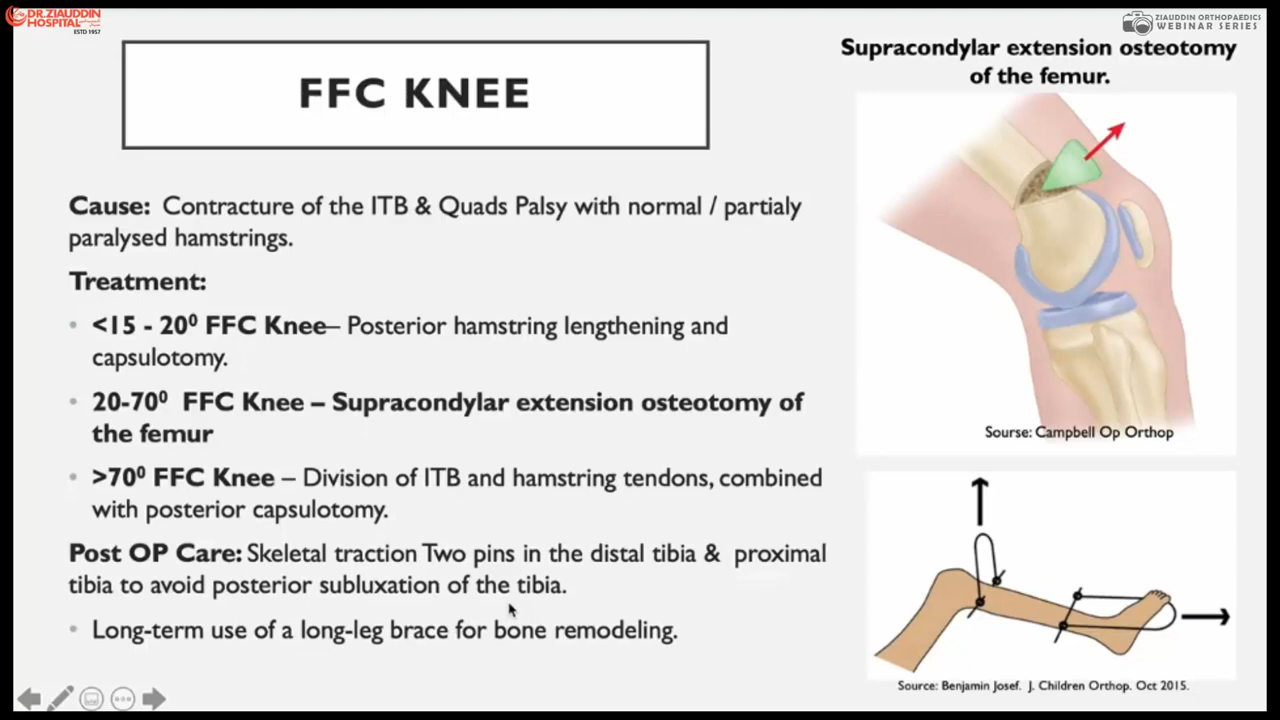 DR.ZIAUDDIN
HOSPITAL
ESTD 1957
ZIAUDDIN ORTHOPAEDICS
WEBINAR SERIES
FFC KNEE
Cause: Contracture of the ITB & Quads Palsy with normal / partialy
paralysed hamstrings.
Treatment:
• <15 - 20⁰ FFC Knee– Posterior hamstring lengthening and
capsulotomy.
• 20-70⁰ FFC Knee – Supracondylar extension osteotomy of
the femur
• >70⁰ FFC Knee – Division of ITB and hamstring tendons, combined
with posterior capsulotomy.
Post OP Care: Skeletal traction Two pins in the distal tibia & proximal
tibia to avoid posterior subluxation of the tibia.
• Long-term use of a long-leg brace for bone remodeling.
Supracondylar extension osteotomy
of the femur.
Sourse: Campbell Op Orthop
Source: Benjamin Josef. J. Children Orthop. Oct 2015.